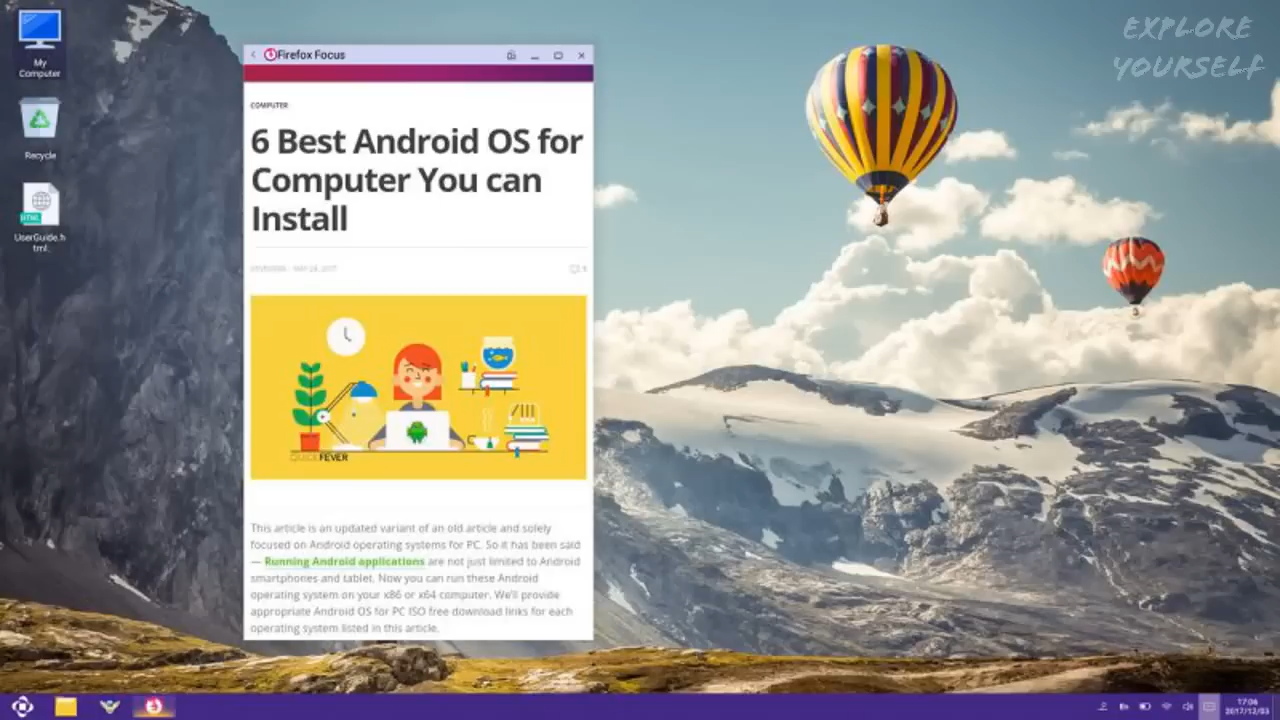 My
Computer
Recycle
UserGuide.h
tml
Firefox Focus
COMPUTER
6 Best Android OS for
Computer You can
Install
QUICKFEVER
This article is an updated variant of an old article and solely
focused on Android operating systems for PC. So it has been said
— Running Android applications are not just limited to Android
smartphones and tablet. Now you can run these Android
operating system on your x86 or x64 computer. We'll provide
appropriate Android OS for PC ISO free download links for each
operating system listed in this article.
EXPLORE
YOURSELF
HTML
En
17:06
2017/12/03